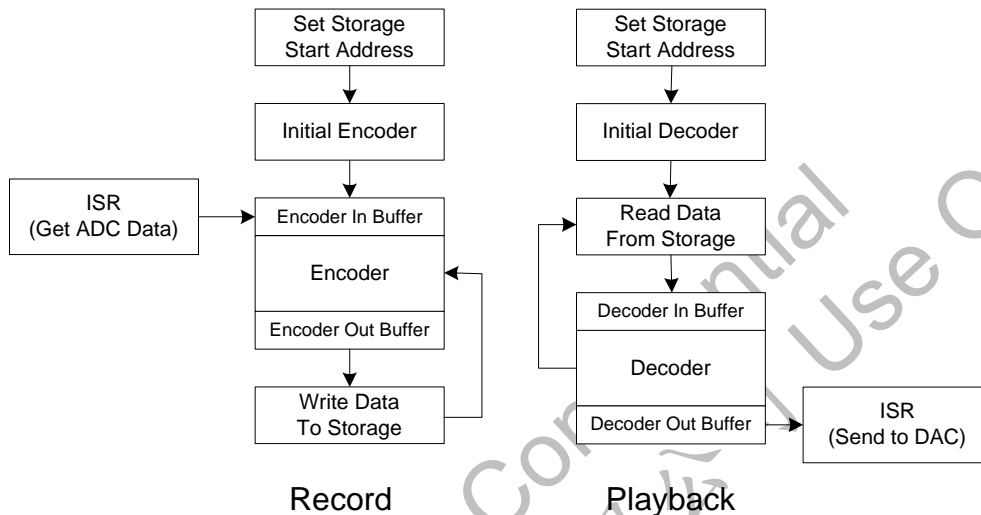 Set Storage
Start Address
Initial Encoder
ISR
(Get ADC Data)
Encoder In Buffer
Encoder
Encoder Out Buffer
Write Data
To Storage
Record
Set Storage
Start Address
Initial Decoder
Read Data
From Storage
Decoder In Buffer
Decoder
Decoder Out Buffer
ISR
(Send to DAC)
Playback
Use